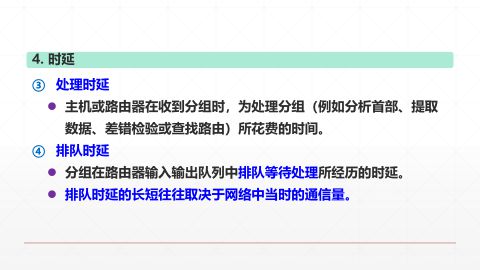 4. 时延
③ 处理时延
● 主机或路由器在收到分组时，为处理分组（例如分析首部、提取
数据、差错检验或查找路由）所花费的时间。
④ 排队时延
● 分组在路由器输入输出队列中排队等待处理所经历的时延。
● 排队时延的长短往往取决于网络中当时的通信量。